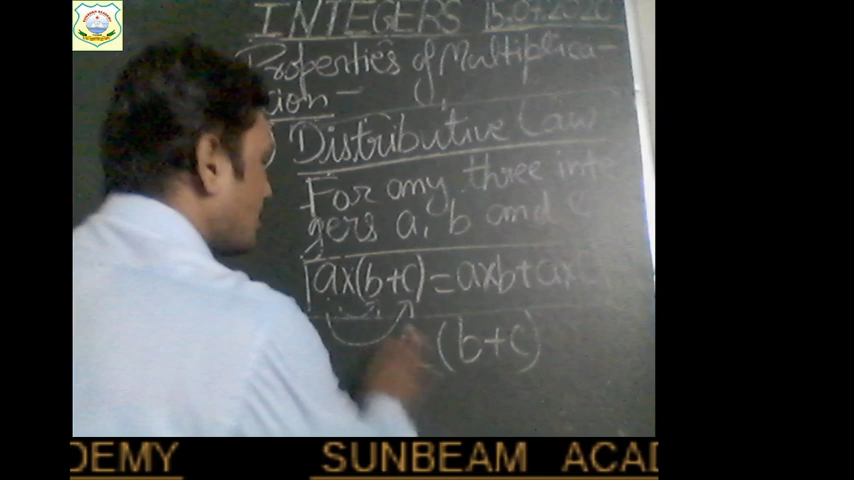 INTEGERS 15.07.2020
Properties of Multiplica-
tion -
Distributive Law
For any three inte
gers a, b and c
a×(b+c)=a×b+a×c
(b+c)
DEMY SUNBEAM ACAD